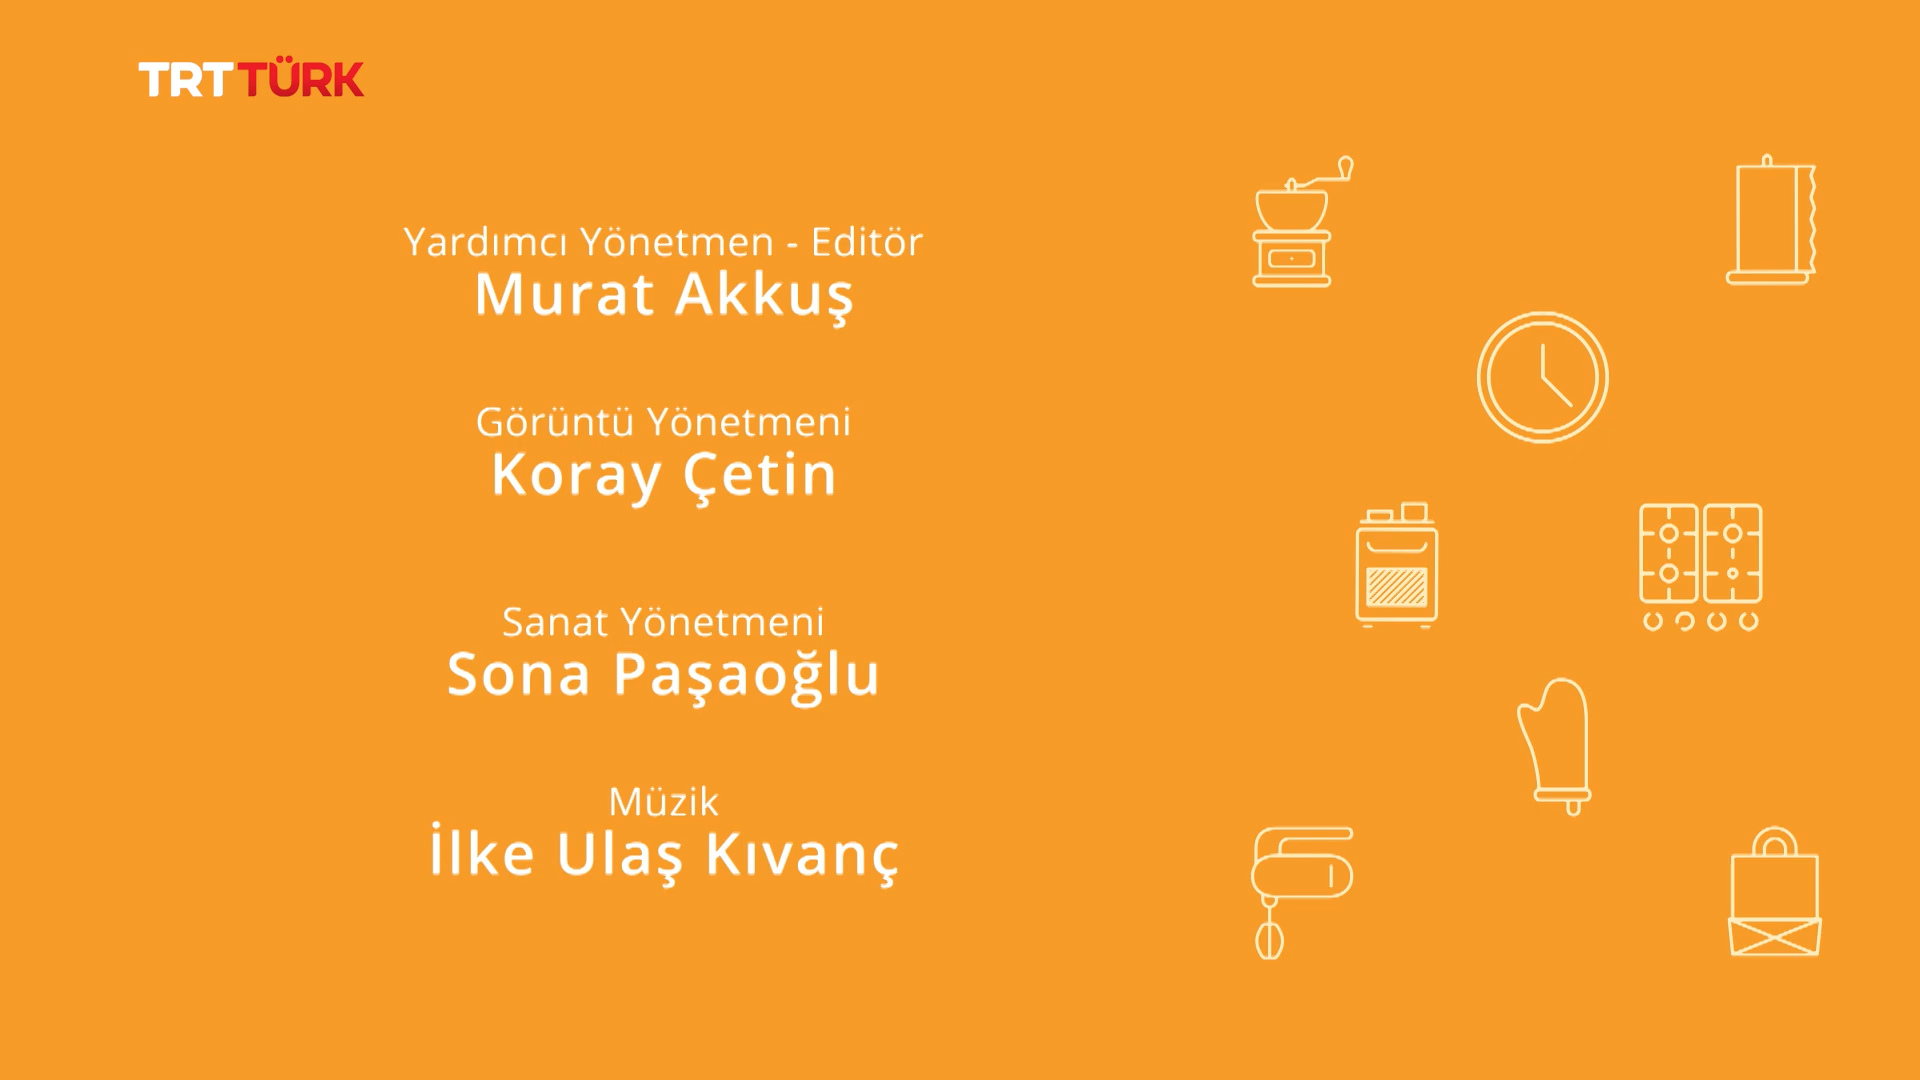 TRT TÜRK
Yardımcı Yönetmen - Editör
Murat Akkuş
Görüntü Yönetmeni
Koray Çetin
Sanat Yönetmeni
Sona Paşaoğlu
Müzik
İlke Ulaş Kıvanç